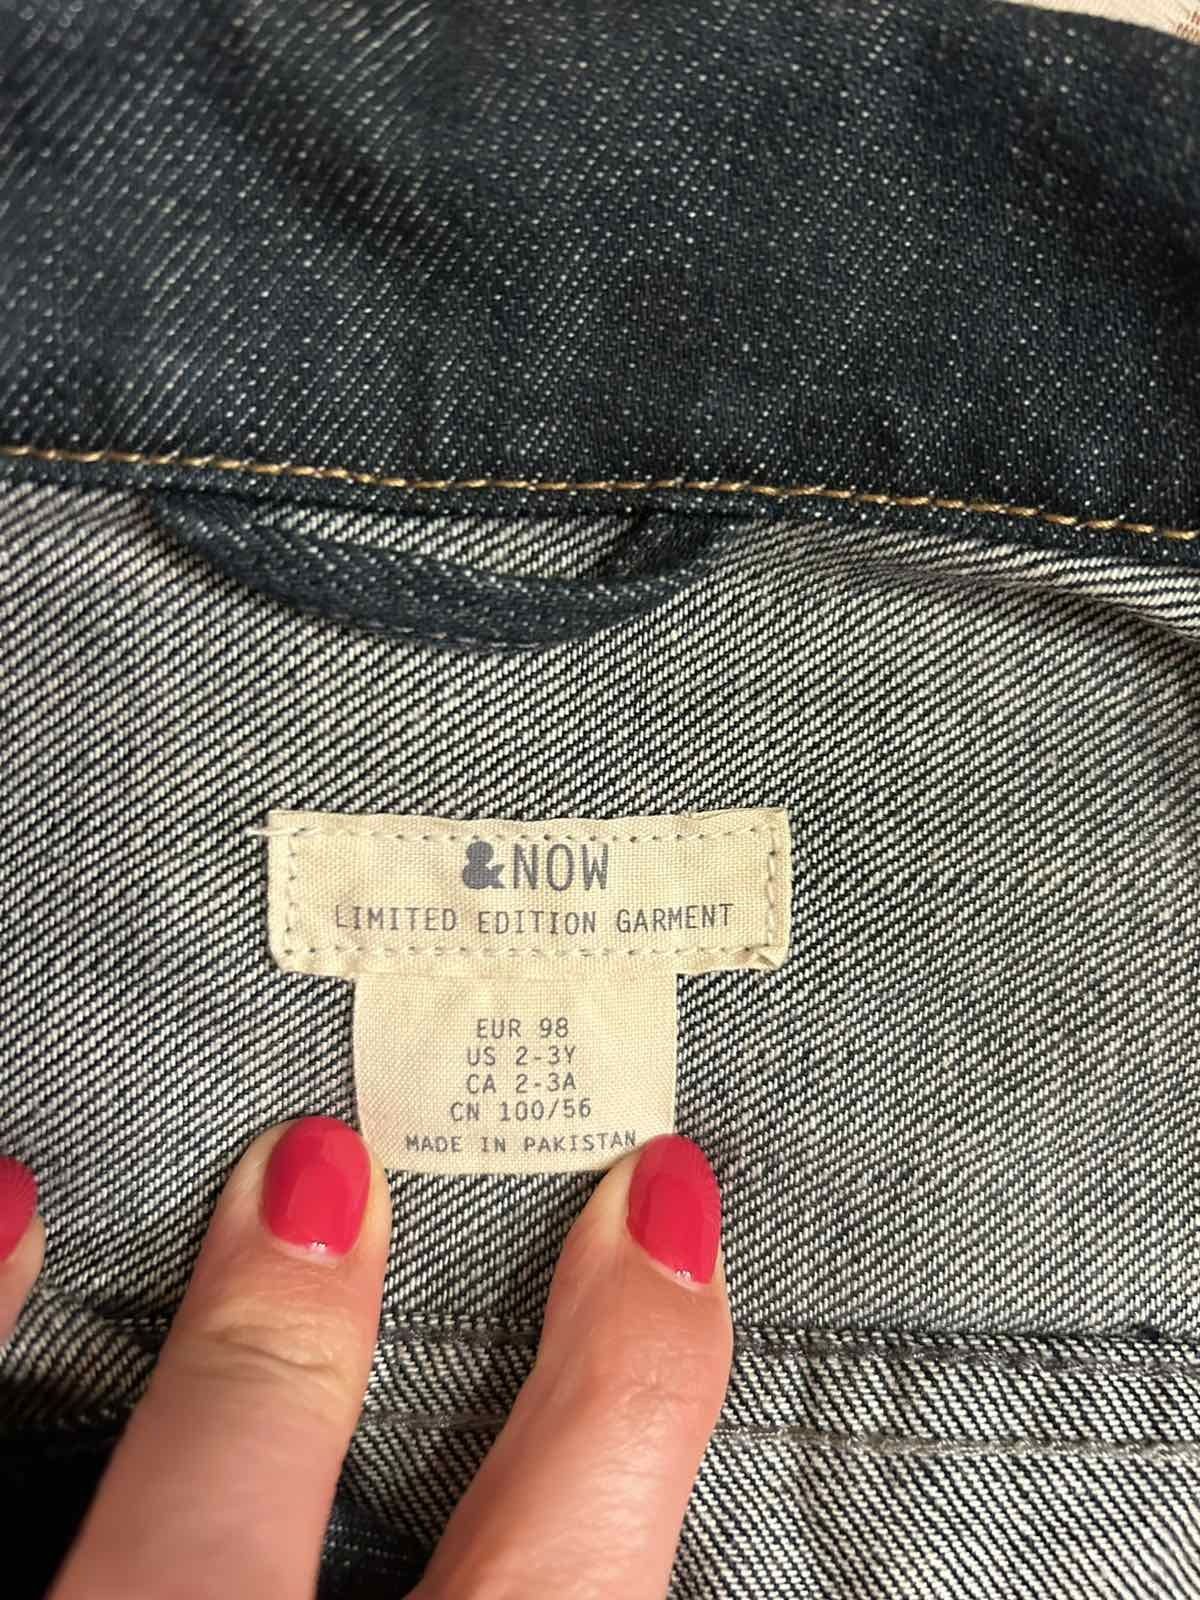 &NOW
LIMITED EDITION GARMENT
EUR 98
US 2-3Y
CA 2-3A
CN 100/56
MADE IN PAKISTAN